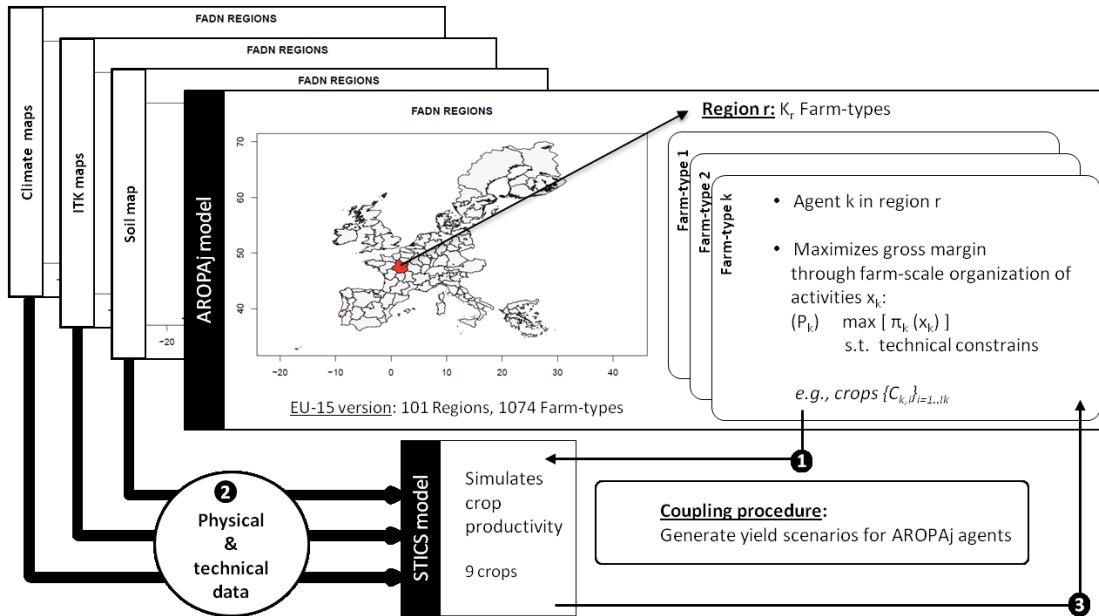 FADN REGIONS
FADN REGIONS
FADN REGIONS
Climate maps
ITK maps
Soil map
−20
AROPAj model
FADN REGIONS
70
60
50
40
−20
−10
0
10
20
30
40
EU-15 version: 101 Regions, 1074 Farm-types
Region r: Kr Farm-types
Farm-type 1
Farm-type 2
Farm-type k
• Agent k in region r
• Maximizes gross margin
through farm-scale organization of
activities xk:
(Pk) max [ πk (xk) ]
s.t. technical constrains
e.g., crops {Ck,i}i=1..Ik
1
2
Physical
&
technical
data
STICS model
Simulates
crop
productivity
9 crops
Coupling procedure:
Generate yield scenarios for AROPAj agents
3